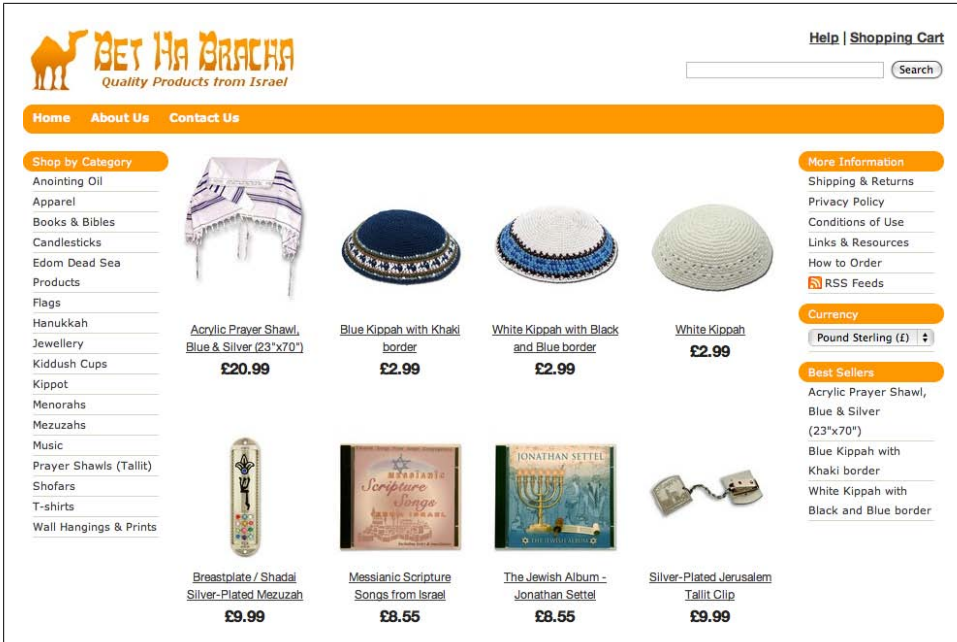 BET HA BRACHA
Quality Products from Israel
Help | Shopping Cart
Search
Home About Us Contact Us
Shop by Category
Anointing Oil
Apparel
Books & Bibles
Candlesticks
Edom Dead Sea
Products
Flags
Hanukkah
Jewellery
Kiddush Cups
Kippot
Menorahs
Mezuzahs
Music
Prayer Shawls (Tallit)
Shofars
T-shirts
Wall Hangings & Prints
Acrylic Prayer Shawl,
Blue & Silver (23"x70")
£20.99
Blue Kippah with Khaki
border
£2.99
White Kippah with Black
and Blue border
£2.99
White Kippah
£2.99
Breastplate / Shadai
Silver-Plated Mezuzah
£9.99
messianic
Scripture
Songs
FROM ISRAEL
Messianic Scripture
Songs from Israel
£8.55
JONATHAN SETTEL
THE JEWISH ALBUM
The Jewish Album -
Jonathan Settel
£8.55
Silver-Plated Jerusalem
Tallit Clip
£9.99
More Information
Shipping & Returns
Privacy Policy
Conditions of Use
Links & Resources
How to Order
RSS Feeds
Currency
Pound Sterling (£)
Best Sellers
Acrylic Prayer Shawl,
Blue & Silver
(23"x70")
Blue Kippah with
Khaki border
White Kippah with
Black and Blue border